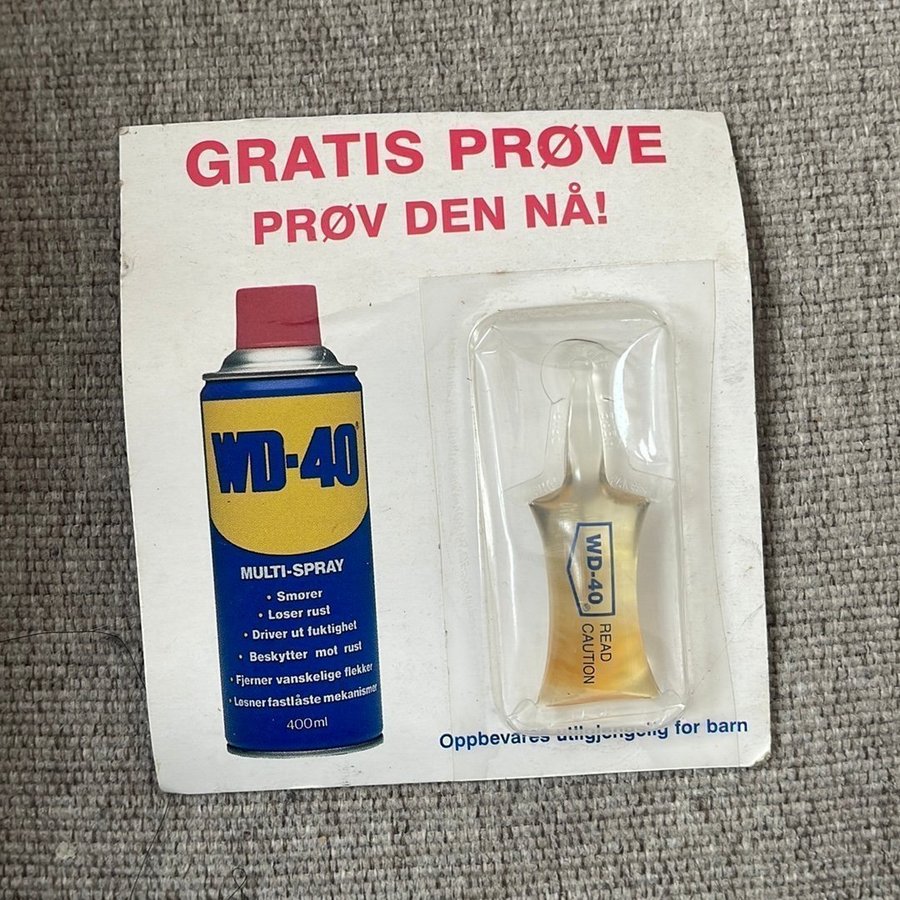 GRATIS PRØVE
PRØV DEN NÅ!
WD-40®
MULTI-SPRAY
• Smører
• Løser rust
• Driver ut fuktighet
• Beskytter mot rust
• Fjerner vanskelige flekker
• Løsner fastlåste mekanismer
400ml
WD-40®
READ
CAUTION
Oppbevares utilgjengelig for barn